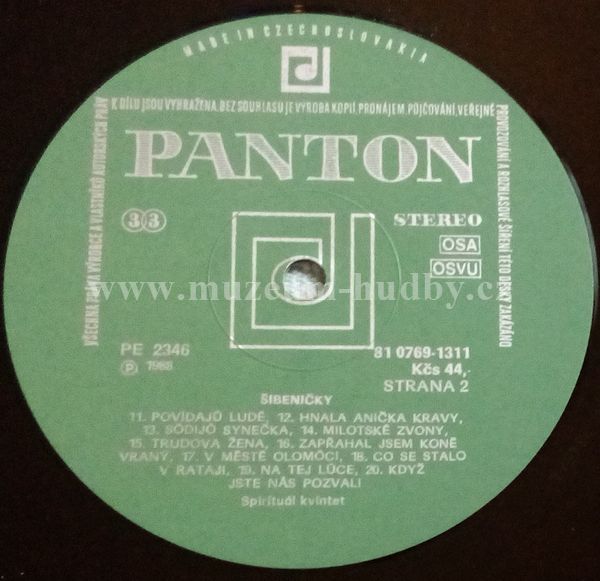 MADE IN CZECHOSLOVAKIA
VŠECHNA PRÁVA VÝROBCE A VLASTNÍKŮ AUTORSKÝCH PRÁV
K DÍLU JSOU VYHRAŽENA. BEZ SOUHLASU JE VÝROBA KOPIÍ, PRONÁJEM, PŮJČOVÁNÍ, VEŘEJNÉ
PROVOZOVÁNÍ A ROZHLASOVÉ ŠÍŘENÍ TÉTO DESKY ZAKÁZÁNO
PANTON
33
STEREO
OSA
OSVU
www.muzeum-hudby.c
PE 2346
Ⓟ 1988
81 0769-1311
Kčs 44,-
STRANA 2
ŠIBENIČKY
11. POVÍDAJŮ LUDÉ, 12. HNALA ANIČKA KRAVY,
13. SÓDIJÓ SYNEČKA, 14. MILOTSKÉ ZVONY,
15. TRUDOVA ŽENA, 16. ZAPŘAHAL JSEM KONĚ
VRANÝ, 17. V MĚSTĚ OLOMÓCI, 18. CO SE STALO
V RATAJI, 19. NA TEJ LÚCE, 20. KDYŽ
JSTE NÁS POZVALI
Spirituál kvintet